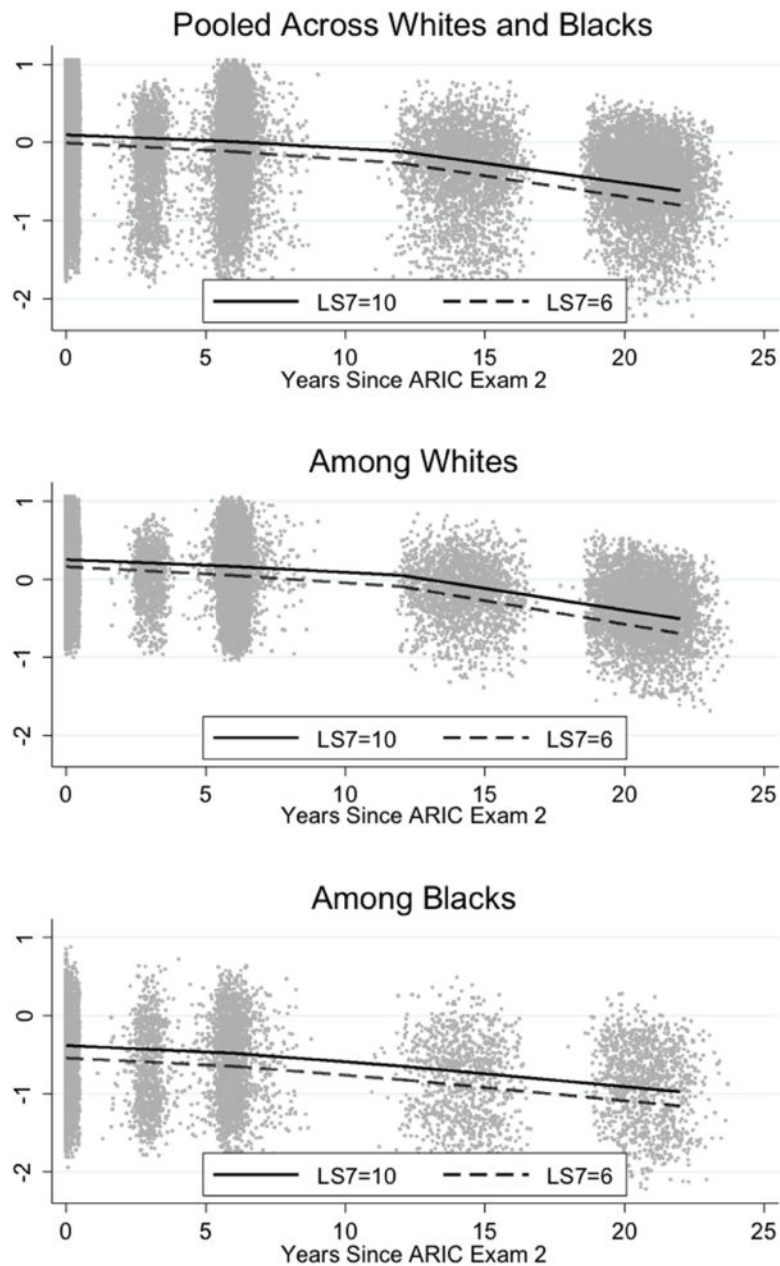 Pooled Across Whites and Blacks
1
0
-1
-2
LS7=10 LS7=6
0 5 10 15 20 25
Years Since ARIC Exam 2
Among Whites
1
0
-1
-2
LS7=10 LS7=6
0 5 10 15 20 25
Years Since ARIC Exam 2
Among Blacks
1
0
-1
-2
LS7=10 LS7=6
0 5 10 15 20 25
Years Since ARIC Exam 2